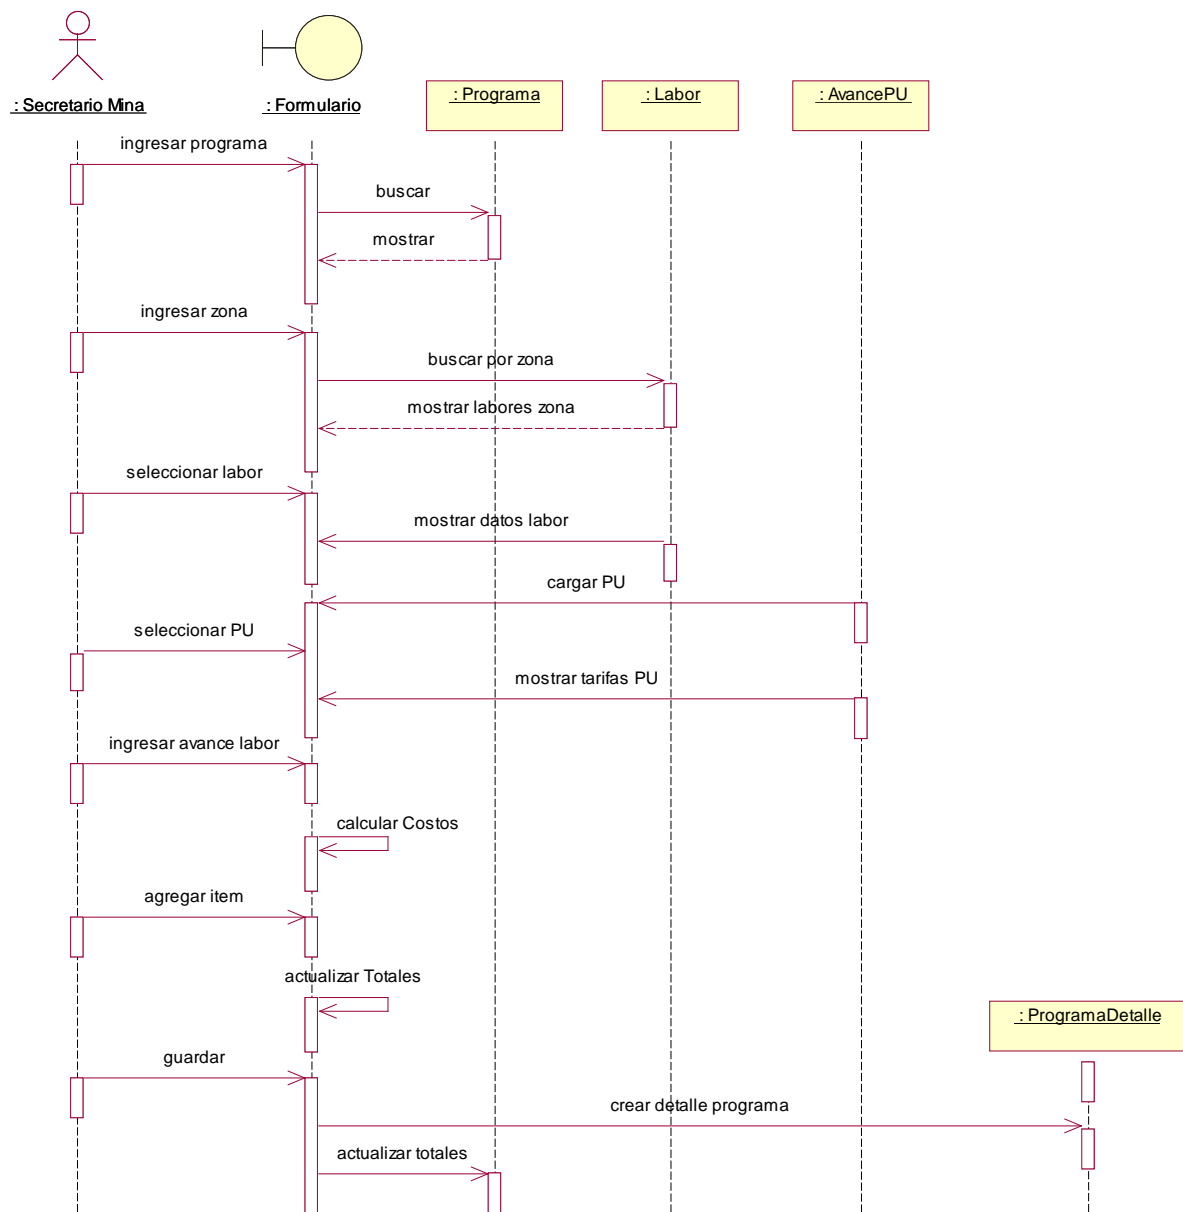 : Secretario Mina
: Formulario
: Programa
: Labor
: AvancePU
ingresar programa
buscar
mostrar
ingresar zona
buscar por zona
mostrar labores zona
seleccionar labor
mostrar datos labor
cargar PU
seleccionar PU
mostrar tarifas PU
ingresar avance labor
calcular Costos
agregar item
actualizar Totales
: ProgramaDetalle
guardar
crear detalle programa
actualizar totales